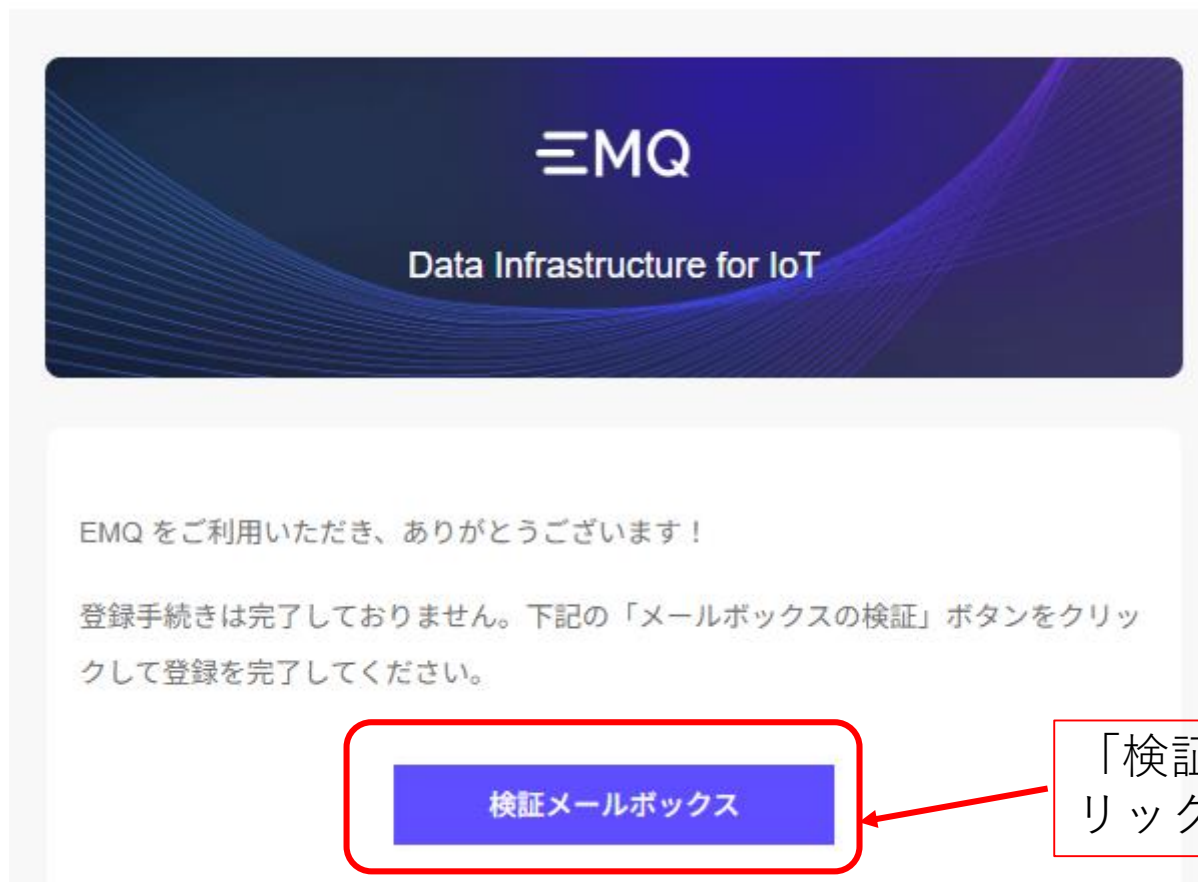 EMQ
Data Infrastructure for IoT
EMQ をご利用いただき、ありがとうございます！
登録手続きは完了しておりません。下記の「メールボックスの検証」ボタンをクリッ
クして登録を完了してください。
検証メールボックス
「検証
リック